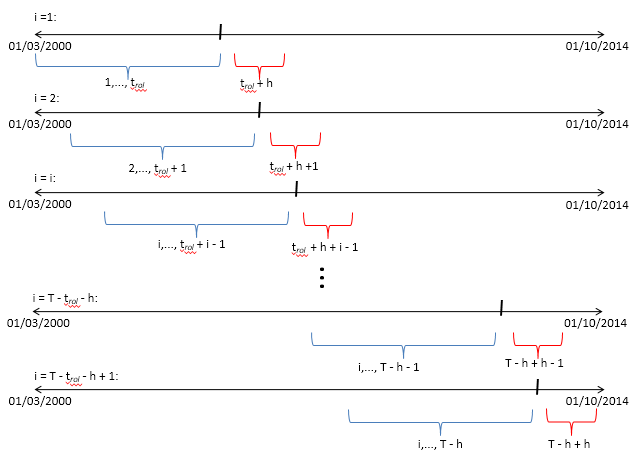 i =1:
01/03/2000 01/10/2014
1,..., trol trol + h
i = 2:
01/03/2000 01/10/2014
2,..., trol + 1 trol + h +1
i = i:
01/03/2000 01/10/2014
i,..., trol + i - 1 trol + h + i - 1
i = T - trol - h:
01/03/2000 01/10/2014
i,..., T - h - 1 T - h + h - 1
i = T - trol - h + 1:
01/03/2000 01/10/2014
i,..., T - h T - h + h